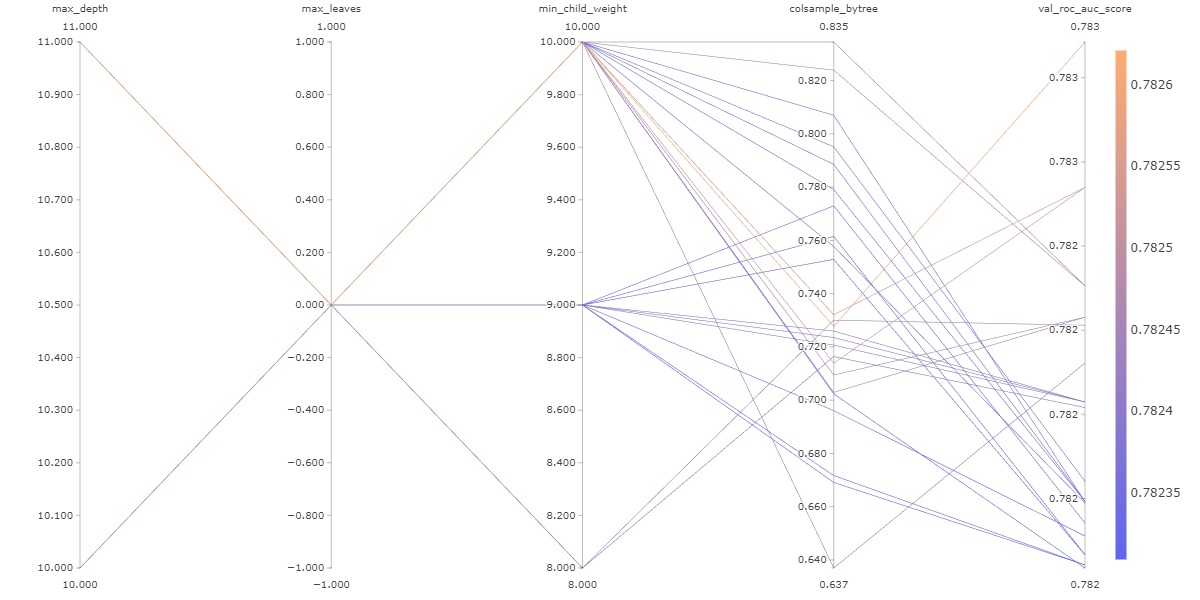 max_depth max_leaves min_child_weight colsample_bytree val_roc_auc_score
11.000 1.000 10.000 0.835 0.783
11.000 1.000 10.000
0.783 0.7826
10.900 0.800 9.800 0.820
10.800 0.600 9.600 0.800
0.783 0.78255
10.700 0.400 9.400 0.780
10.600 0.200 9.200 0.760 0.782 0.7825
10.500 0.000 9.000 0.740
0.782 0.78245
10.400 −0.200 8.800 0.720
10.300 −0.400 8.600 0.700 0.782 0.7824
10.200 −0.600 8.400 0.680
0.782 0.78235
10.100 −0.800 8.200 0.660
10.000 −1.000 8.000 0.640
10.000 −1.000 8.000 0.637 0.782